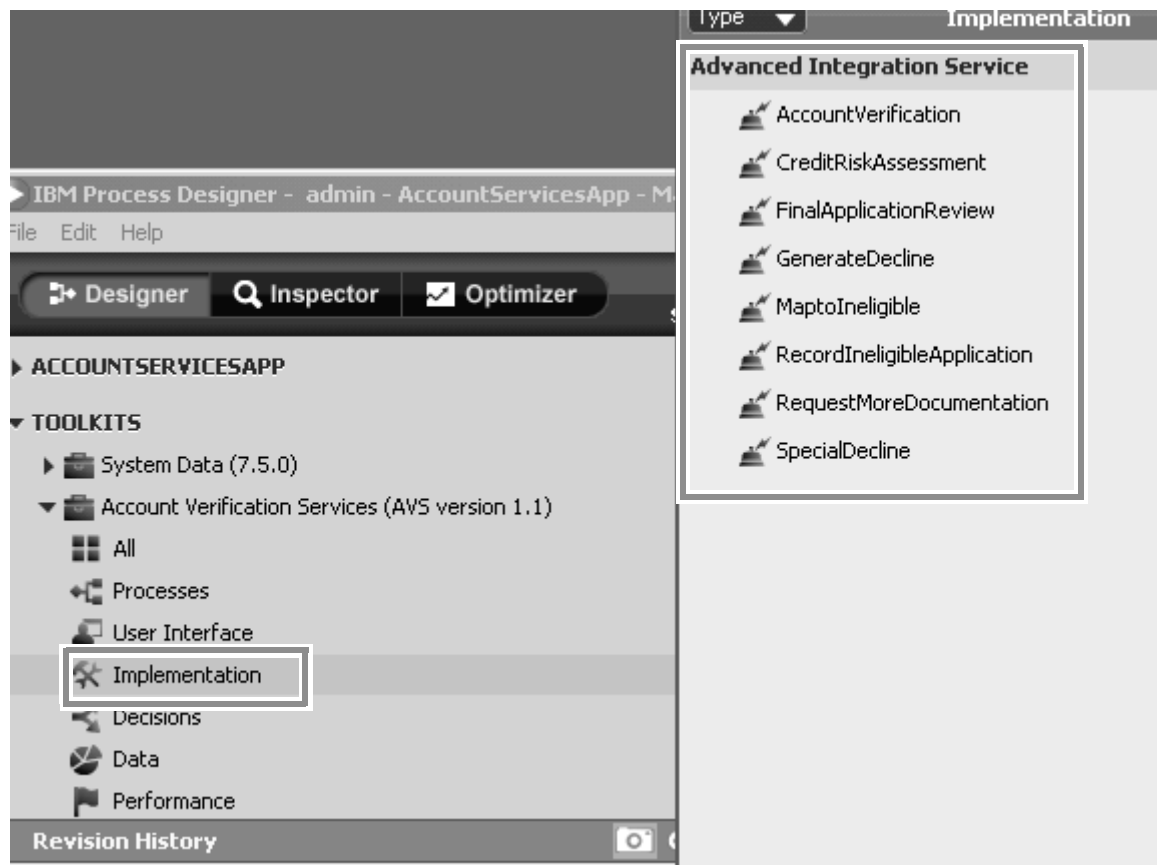 Type
Implementation
Advanced Integration Service
AccountVerification
CreditRiskAssessment
FinalApplicationReview
GenerateDecline
MaptoIneligible
RecordIneligibleApplication
RequestMoreDocumentation
SpecialDecline
IBM Process Designer - admin - AccountServicesApp - M
File Edit Help
Designer Inspector Optimizer
ACCOUNTSERVICESAPP
TOOLKITS
System Data (7.5.0)
Account Verification Services (AVS version 1.1)
All
Processes
User Interface
Implementation
Decisions
Data
Performance
Revision History